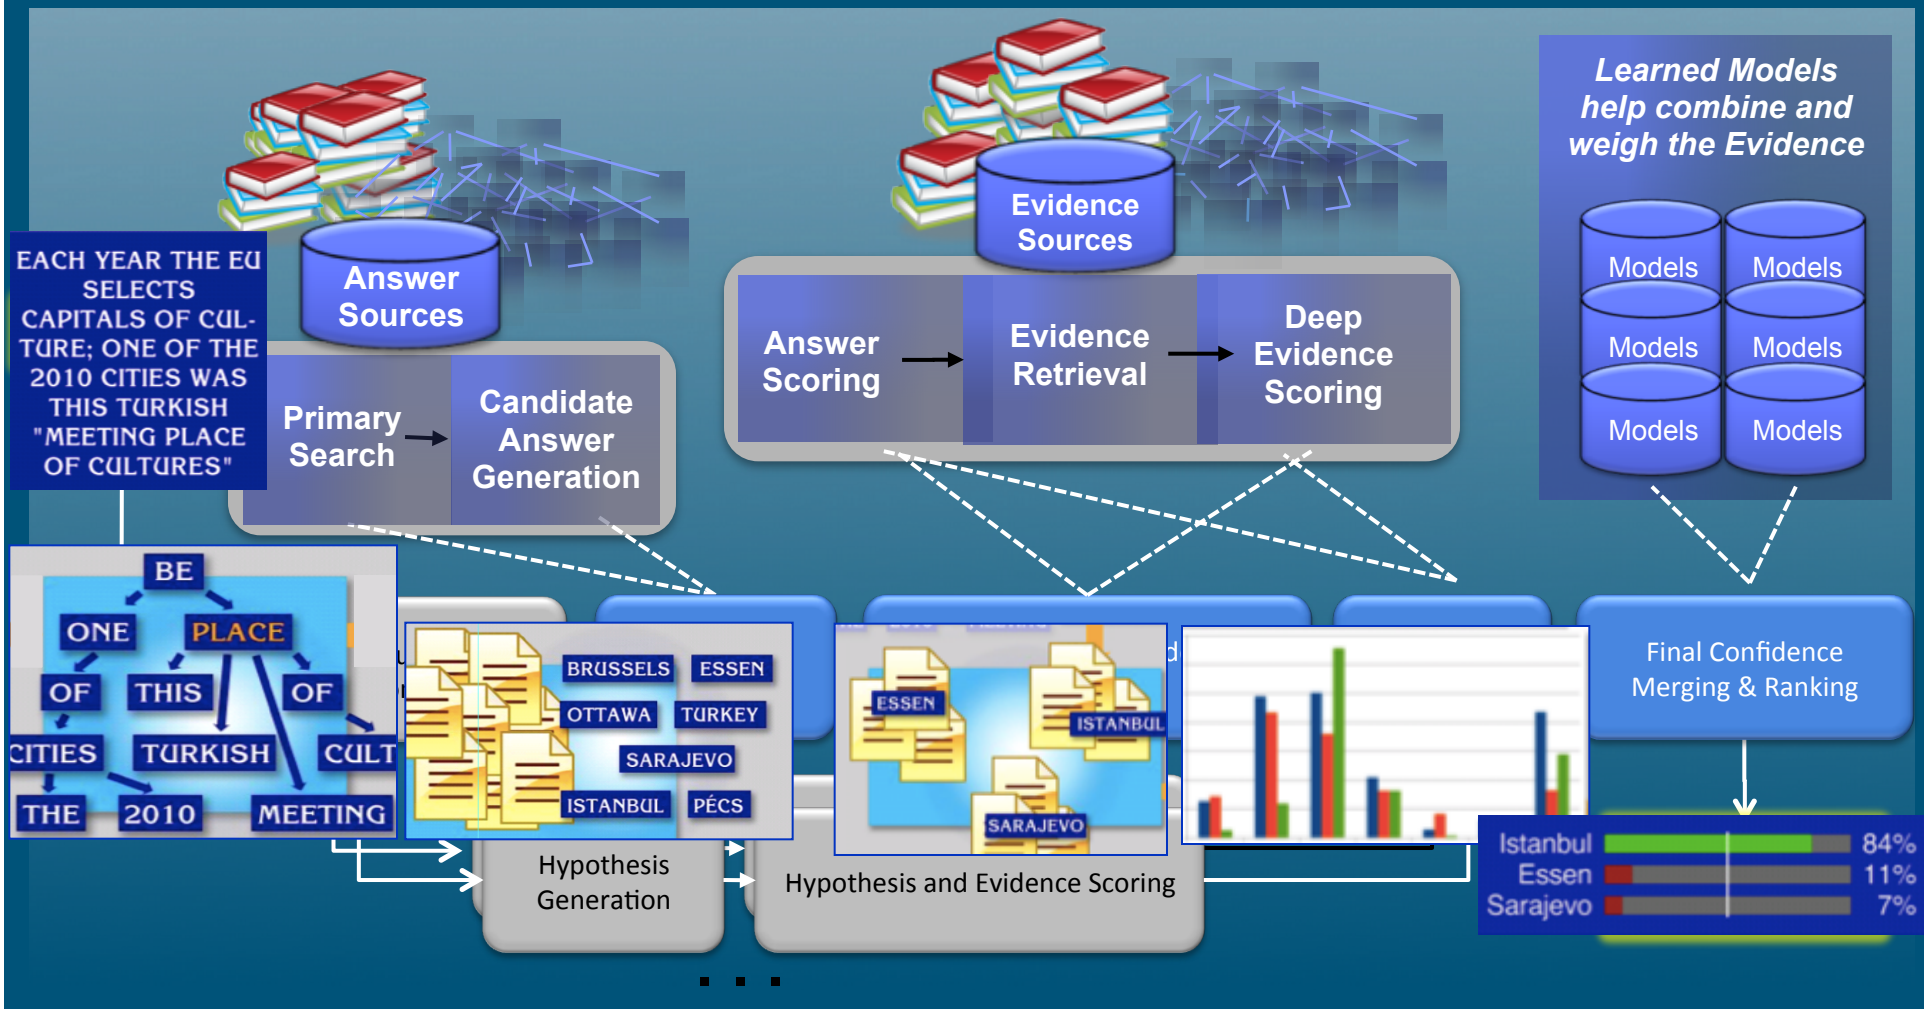 Learned Models
help combine and
weigh the Evidence
Evidence
Sources
Models Models
Models Models
Models Models
EACH YEAR THE EU
SELECTS
CAPITALS OF CUL-
TURE; ONE OF THE
2010 CITIES WAS
THIS TURKISH
"MEETING PLACE
OF CULTURES"
Answer
Sources
Primary
Search
Candidate
Answer
Generation
Answer
Scoring
Evidence
Retrieval
Deep
Evidence
Scoring
BE
ONE PLACE
OF THIS OF
CITIES TURKISH CULT
THE 2010 MEETING
BRUSSELS ESSEN
OTTAWA TURKEY
SARAJEVO
ISTANBUL PÉCS
ESSEN
ISTANBUL
SARAJEVO
Final Confidence
Merging & Ranking
Hypothesis
Generation
Hypothesis and Evidence Scoring
Istanbul 84%
Essen 11%
Sarajevo 7%
. . .